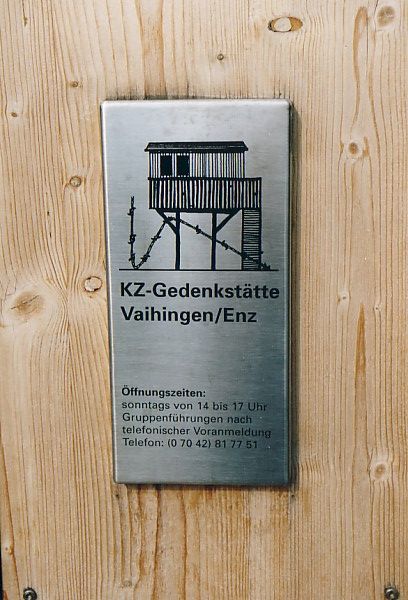 KZ-Gedenkstätte
Vaihingen/Enz
Öffnungszeiten:
sonntags von 14 bis 17 Uhr
Gruppenführungen nach
telefonischer Voranmeldung
Telefon: (0 70 42) 81 77 51